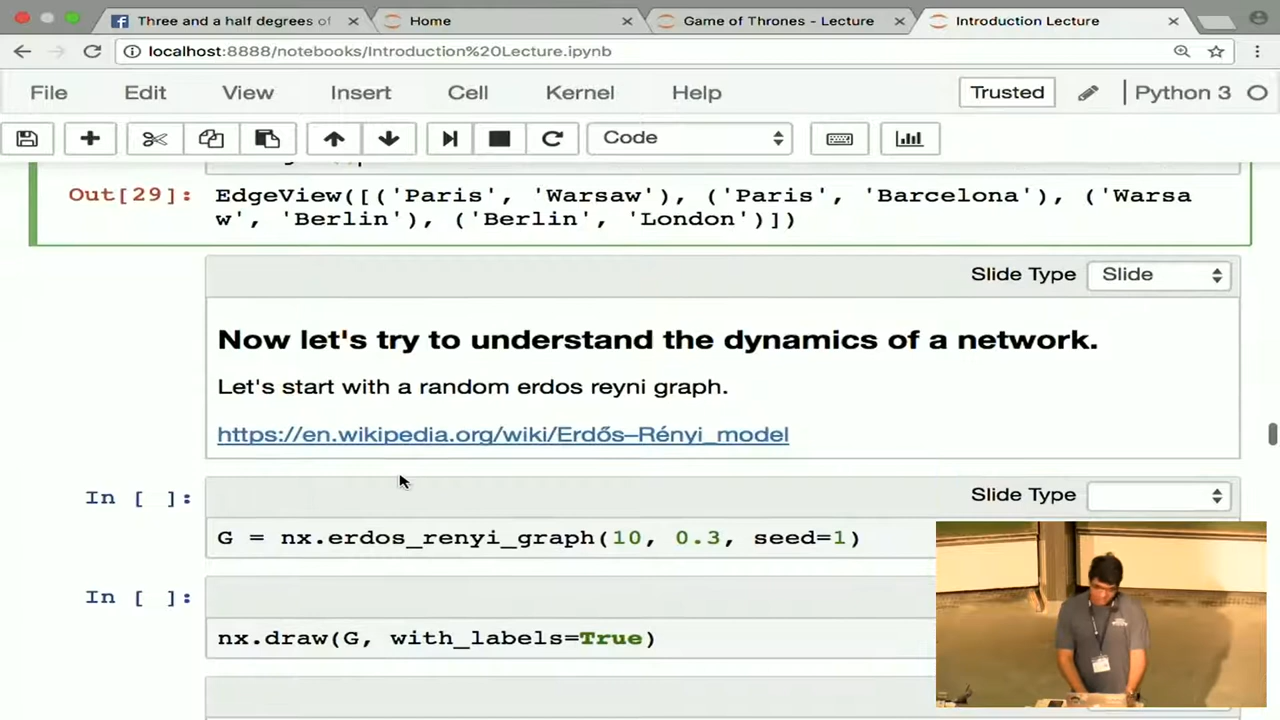 Three and a half degrees of
Home
Game of Thrones - Lecture
Introduction Lecture
localhost:8888/notebooks/Introduction%20Lecture.ipynb
File Edit View Insert Cell Kernel Help Trusted Python 3
Code
Out[29]: EdgeView([('Paris', 'Warsaw'), ('Paris', 'Barcelona'), ('Warsa
w', 'Berlin'), ('Berlin', 'London')])
Slide Type Slide
Now let's try to understand the dynamics of a network.
Let's start with a random erdos reyni graph.
https://en.wikipedia.org/wiki/Erdős–Rényi_model
In [ ]: Slide Type
G = nx.erdos_renyi_graph(10, 0.3, seed=1)
In [ ]:
nx.draw(G, with_labels=True)